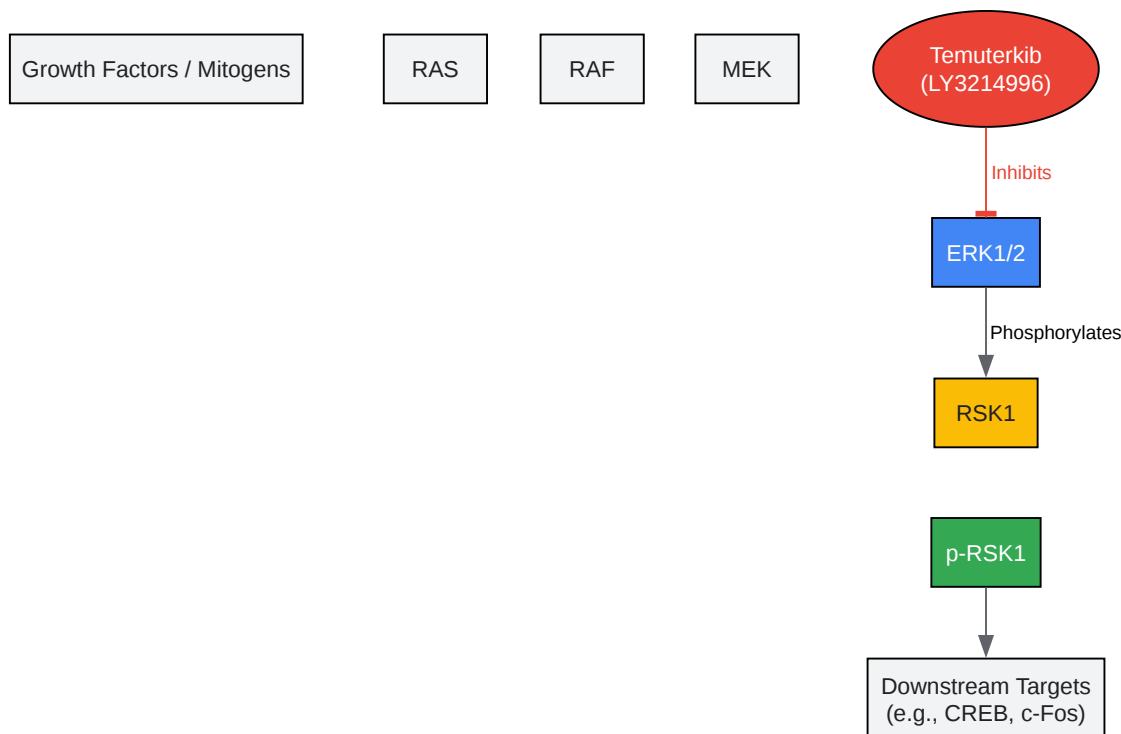 Growth Factors / Mitogens
RAS
RAF
MEK
Temuterkib
(LY3214996)
Inhibits
ERK1/2
Phosphorylates
RSK1
p-RSK1
Downstream Targets
(e.g., CREB, c-Fos)